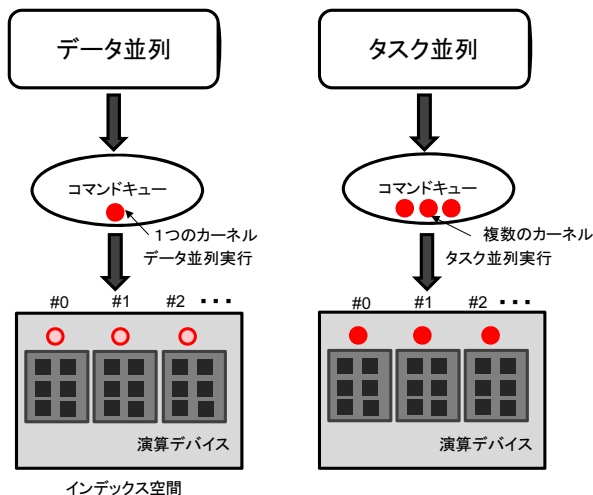 データ並列
コマンドキュー
1つのカーネル
データ並列実行
#0 #1 #2 ･･･
演算デバイス
インデックス空間
タスク並列
コマンドキュー
複数のカーネル
タスク並列実行
#0 #1 #2 ･･･
演算デバイス